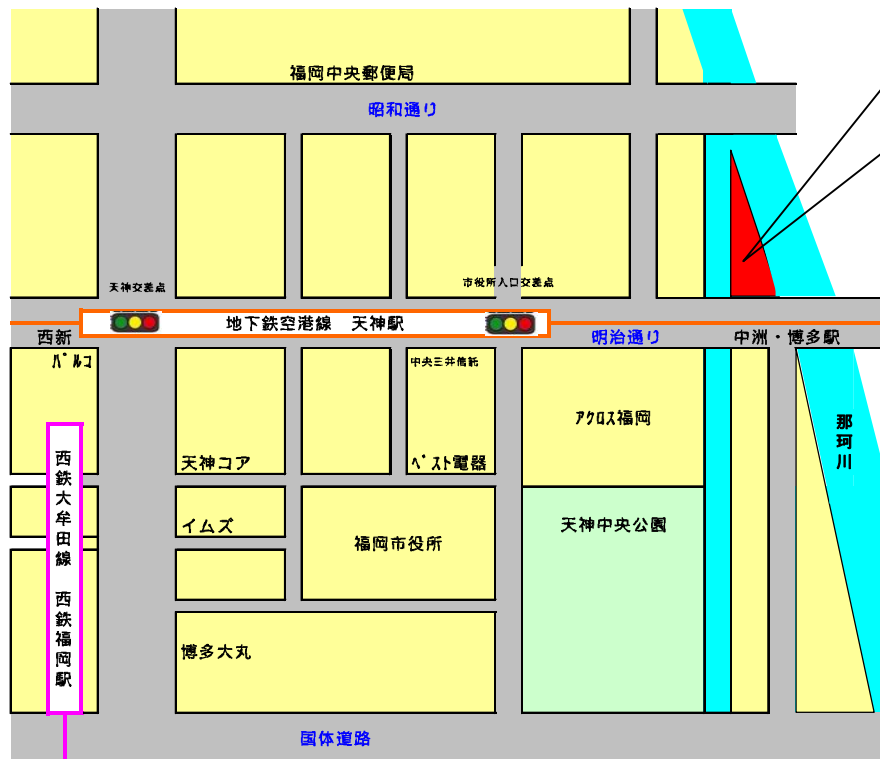 福岡中央郵便局
昭和通り
天神交差点
市役所入口交差点
地下鉄空港線 天神駅
西新
明治通り
中洲・博多駅
パルコ
中央三井信託
アクロス福岡
那珂川
天神コア
ベスト電器
西鉄大牟田線 西鉄福岡駅
イムズ
福岡市役所
天神中央公園
博多大丸
国体道路